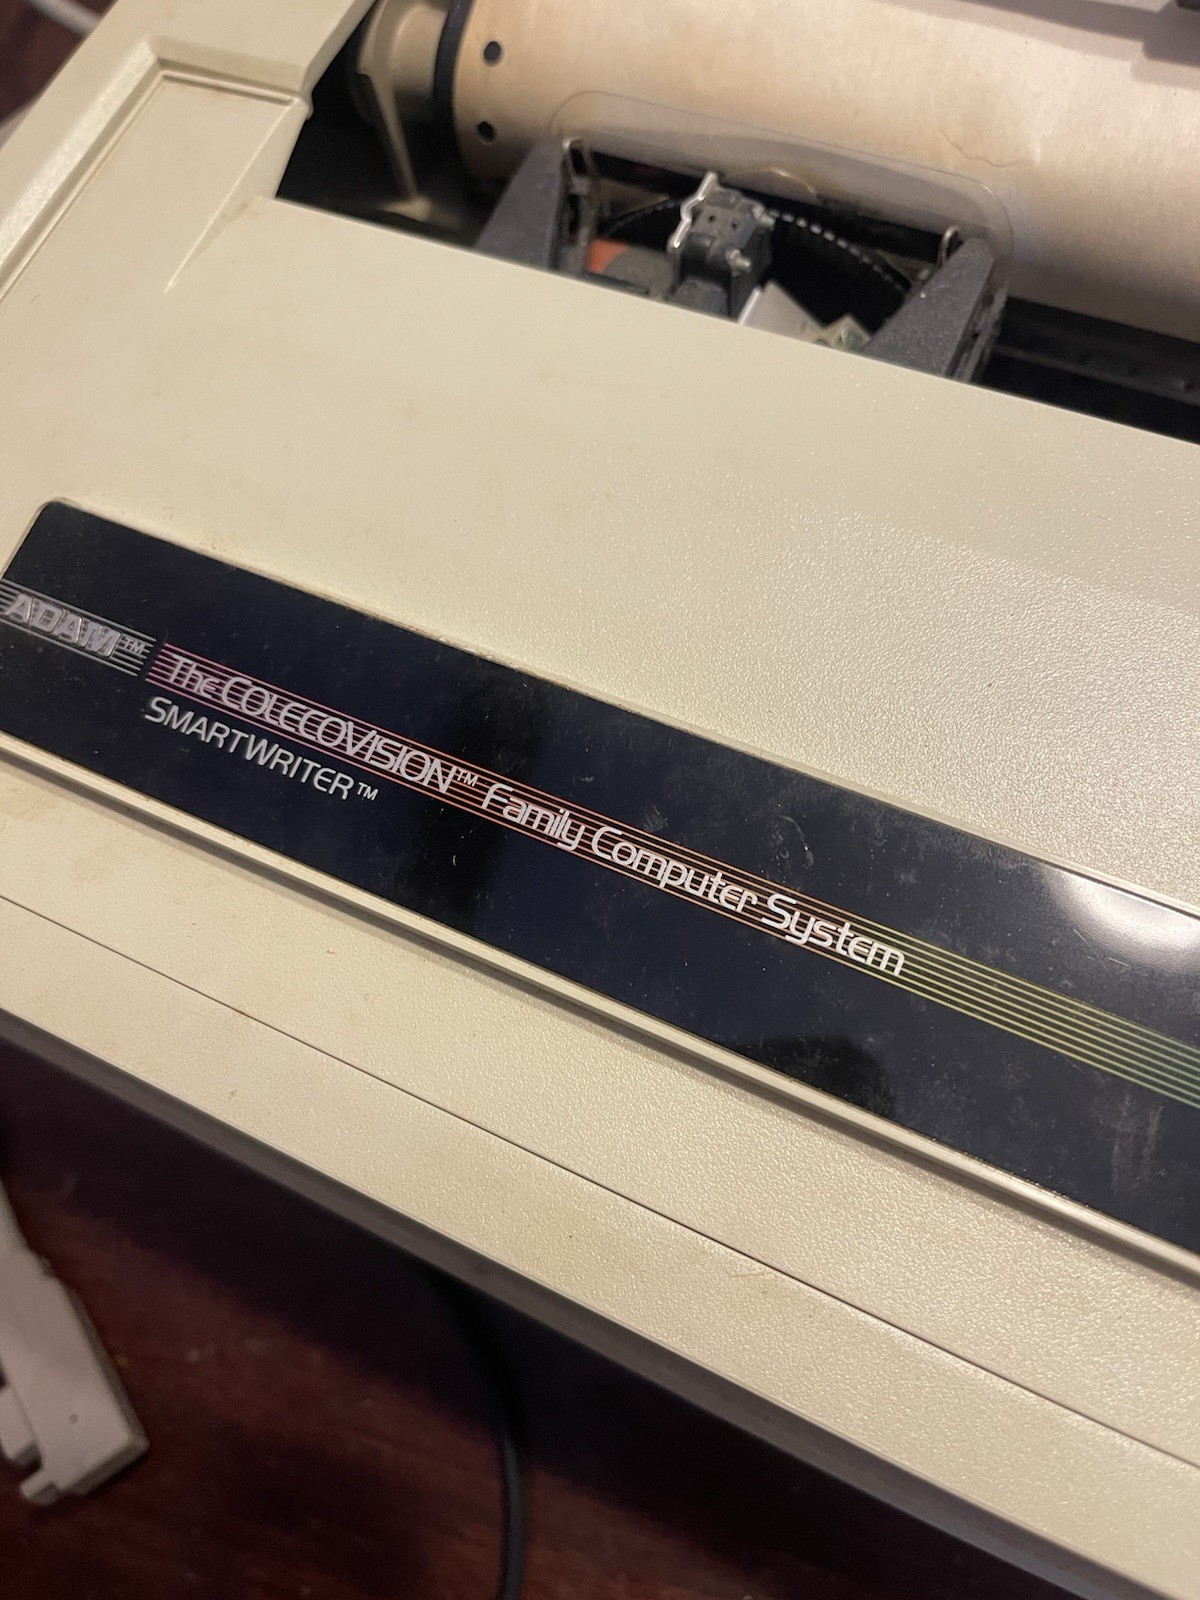 ADAM™ The COLECOVISION™ Family Computer System
SMARTWRITER™